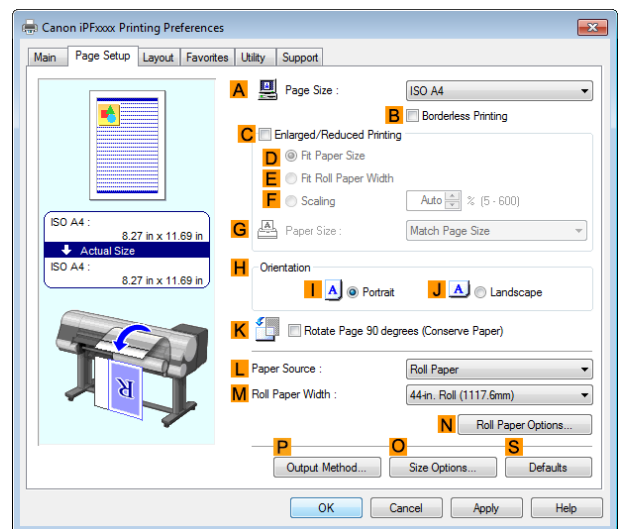 Canon iPFxxxx Printing Preferences
Main Page Setup Layout Favorites Utility Support
A Page Size : ISO A4
B Borderless Printing
C Enlarged/Reduced Printing
D Fit Paper Size
E Fit Roll Paper Width
F Scaling Auto % (5 - 600)
G Paper Size : Match Page Size
ISO A4 :
8.27 in x 11.69 in
Actual Size
ISO A4 :
8.27 in x 11.69 in
H Orientation
I A Portrait J A Landscape
K Rotate Page 90 degrees (Conserve Paper)
R
L Paper Source : Roll Paper
M Roll Paper Width : 44-in. Roll (1117.6mm)
N Roll Paper Options...
P O S
Output Method... Size Options... Defaults
OK Cancel Apply Help